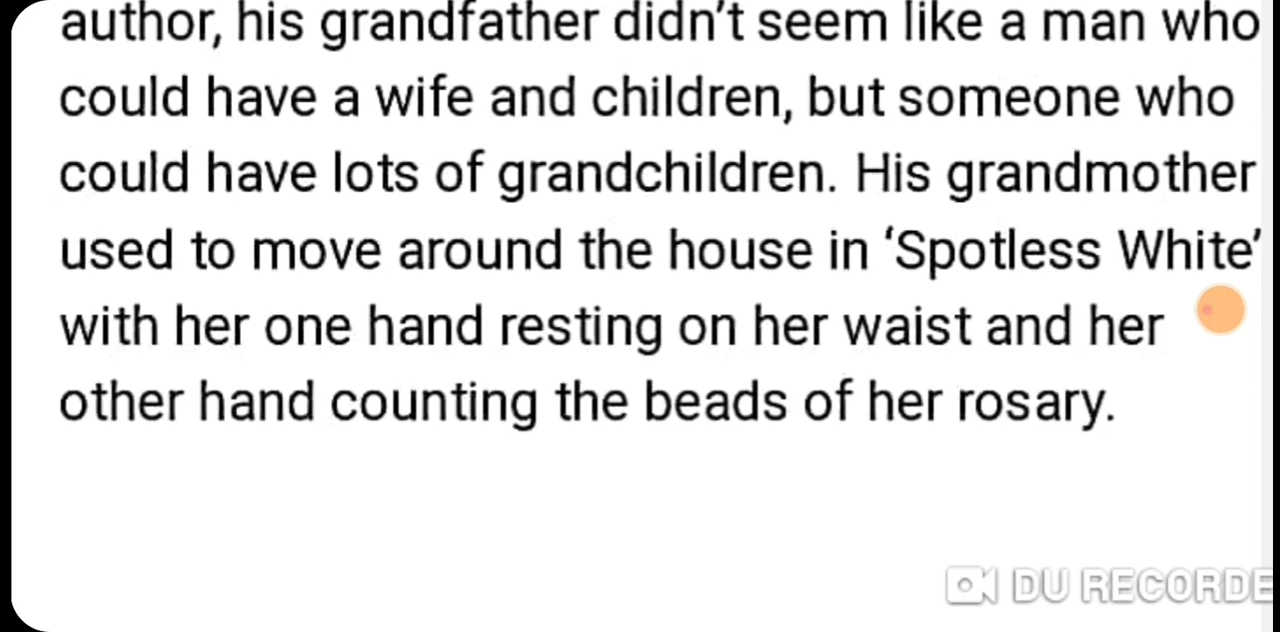 author, his grandfather didn't seem like a man who
could have a wife and children, but someone who
could have lots of grandchildren. His grandmother
used to move around the house in ‘Spotless White’
with her one hand resting on her waist and her
other hand counting the beads of her rosary.
DU RECORDE